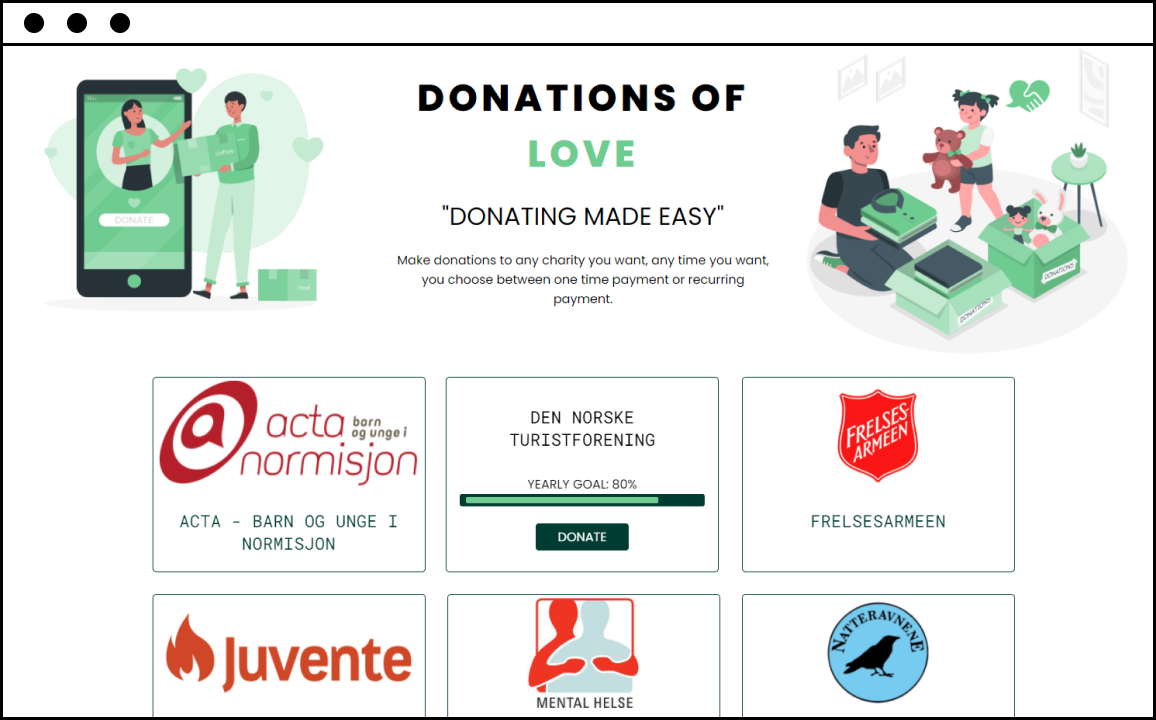 DONATIONS OF
LOVE
"DONATING MADE EASY"
Make donations to any charity you want, any time you want,
you choose between one time payment or recurring
payment.
DONATE
DONATIONS
DONATIONS
acta barn
og unge i
normisjon
ACTA - BARN OG UNGE I
NORMISJON
DEN NORSKE
TURISTFORENING
YEARLY GOAL: 80%
DONATE
FRELSES-
ARMEEN
FRELSESARMEEN
Juvente
MENTAL HELSE
NATTERAVNENE